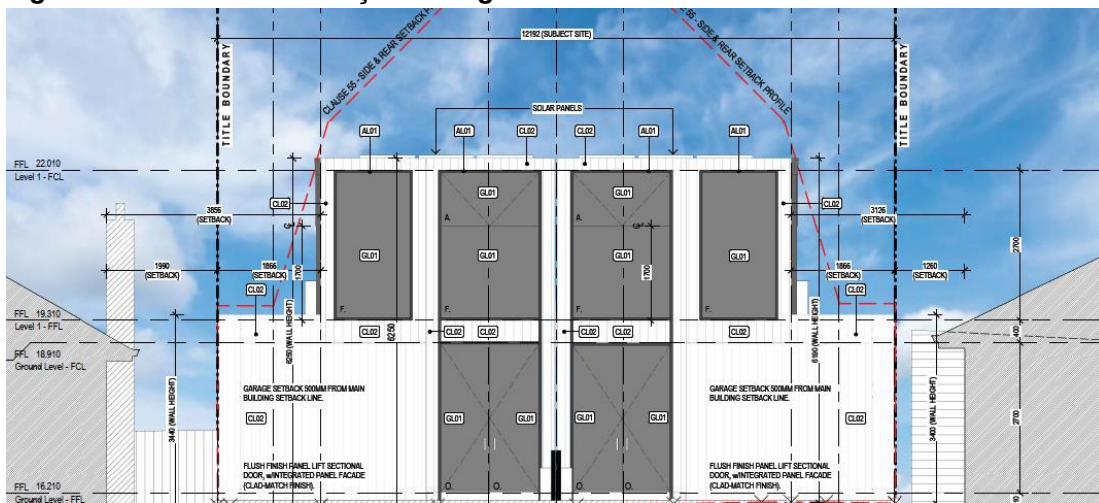 12192 (SUBJECT SITE)
TITLE BOUNDARY
TITLE BOUNDARY
CLAUSE 55 - SIDE & REAR SETBACK
55 - SIDE & REAR SETBACK PROFILE
SOLAR PANELS
AL01
AL01
CL02
CL02
AL01
AL01
FFL 22.010
Level 1 - FCL
GL01
GL01
A.
A.
CL02
CL02
3856
(SETBACK)
3126
(SETBACK)
GL01
GL01
GL01
GL01
2700
1990
(SETBACK)
1866
(SETBACK)
1700
1700
1866
(SETBACK)
1260
(SETBACK)
CL02
CL02
F.
F.
F.
F.
FFL 19.310
Level 1 - FFL
CL02
CL02
CL02
CL02
CL02
CL02
CL02
CL02
400
6250 (WALL HEIGHT)
6250
6190 (WALL HEIGHT)
FFL 18.910
Ground Level - FCL
GARAGE SETBACK 500MM FROM MAIN
BUILDING SETBACK LINE.
GARAGE SETBACK 500MM FROM MAIN
BUILDING SETBACK LINE.
3440 (WALL HEIGHT)
3400 (WALL HEIGHT)
CL02
GL01
GL01
GL01
GL01
CL02
2700
FLUSH FINISH PANEL LIFT SECTIONAL
DOOR, w/INTEGRATED PANEL FACADE
(CLAD-MATCH FINISH).
FLUSH FINISH PANEL LIFT SECTIONAL
DOOR, w/INTEGRATED PANEL FACADE
(CLAD-MATCH FINISH).
O.
O.
O.
O.
FFL 16.210
Ground Level - FFL